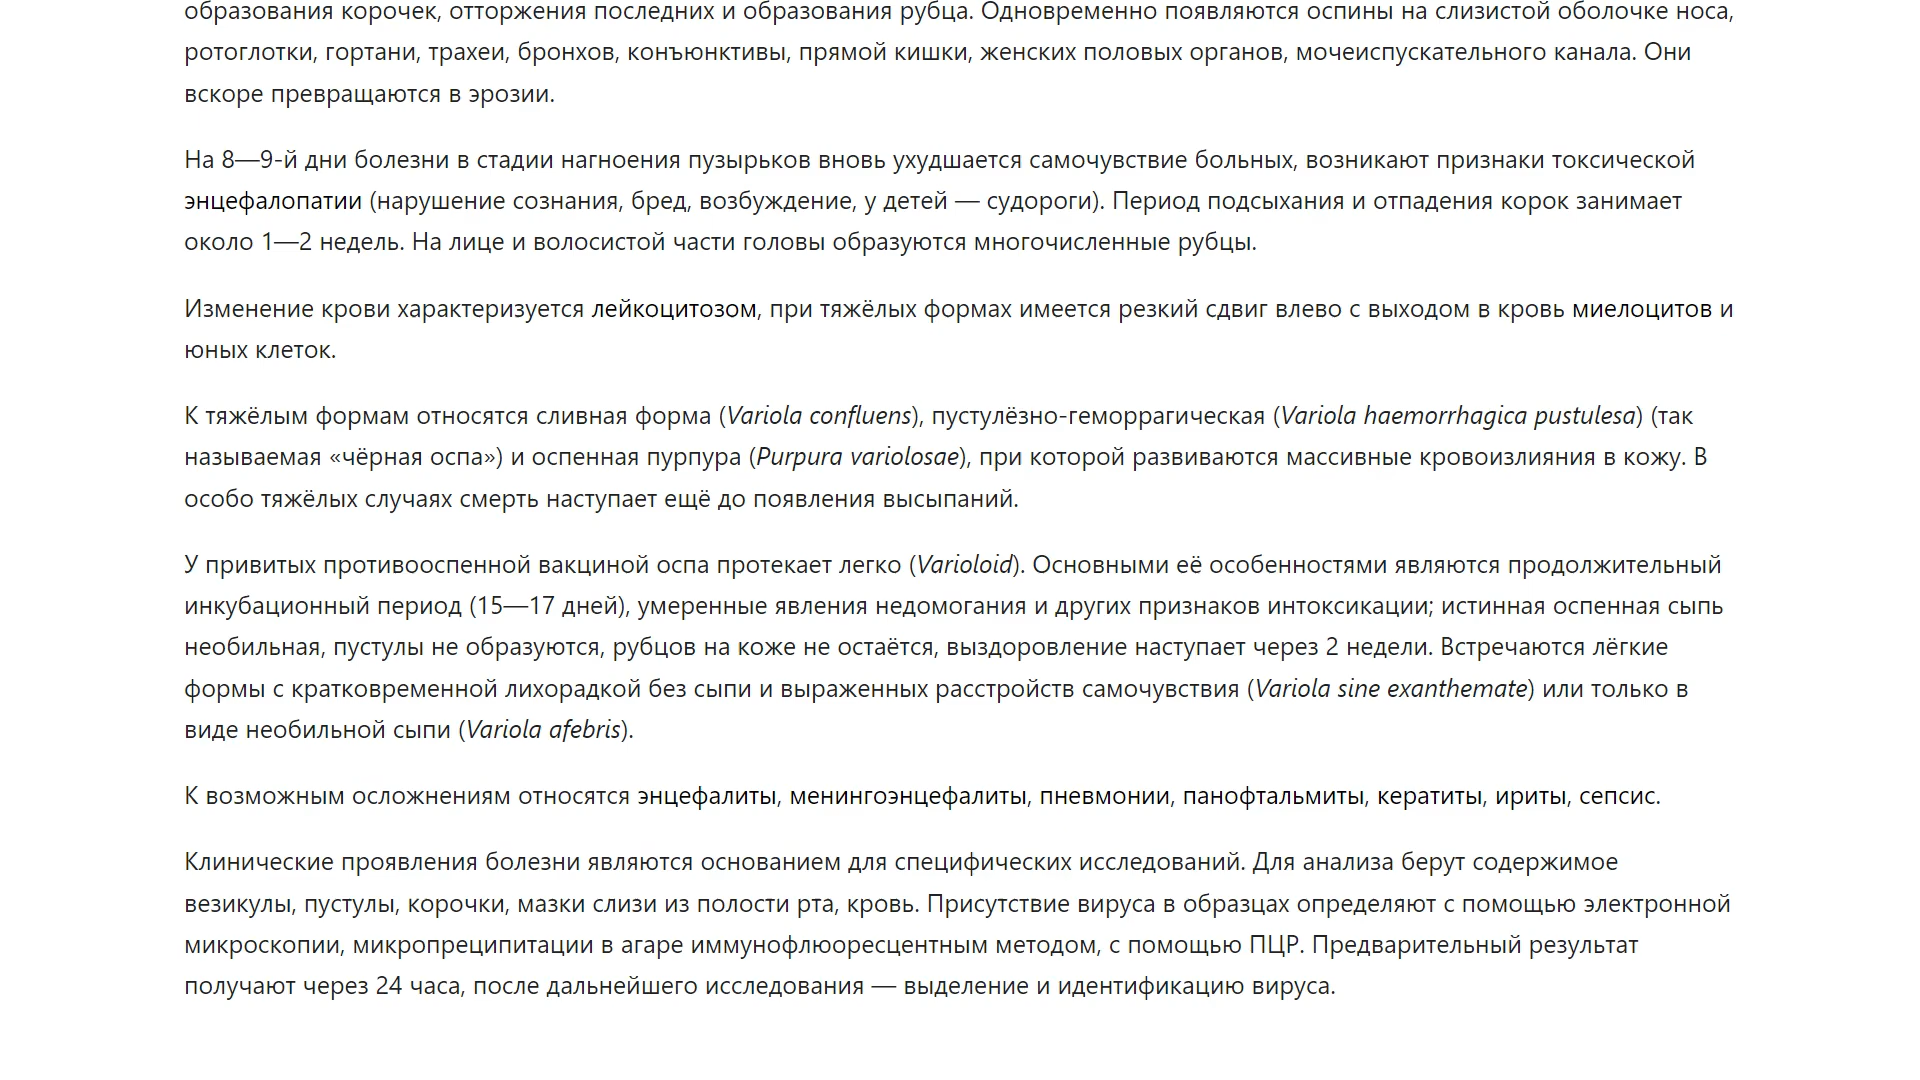 образования корочек, отторжения последних и образования рубца. Одновременно появляются оспины на слизистой оболочке носа,
ротоглотки, гортани, трахеи, бронхов, конъюнктивы, прямой кишки, женских половых органов, мочеиспускательного канала. Они
вскоре превращаются в эрозии.
На 8—9-й дни болезни в стадии нагноения пузырьков вновь ухудшается самочувствие больных, возникают признаки токсической
энцефалопатии (нарушение сознания, бред, возбуждение, у детей — судороги). Период подсыхания и отпадения корок занимает
около 1—2 недель. На лице и волосистой части головы образуются многочисленные рубцы.
Изменение крови характеризуется лейкоцитозом, при тяжёлых формах имеется резкий сдвиг влево с выходом в кровь миелоцитов и
юных клеток.
К тяжёлым формам относятся сливная форма (Variola confluens), пустулёзно-геморрагическая (Variola haemorrhagica pustulesa) (так
называемая «чёрная оспа») и оспенная пурпура (Purpura variolosae), при которой развиваются массивные кровоизлияния в кожу. В
особо тяжёлых случаях смерть наступает ещё до появления высыпаний.
У привитых противооспенной вакциной оспа протекает легко (Varioloid). Основными её особенностями являются продолжительный
инкубационный период (15—17 дней), умеренные явления недомогания и других признаков интоксикации; истинная оспенная сыпь
необильная, пустулы не образуются, рубцов на коже не остаётся, выздоровление наступает через 2 недели. Встречаются лёгкие
формы с кратковременной лихорадкой без сыпи и выраженных расстройств самочувствия (Variola sine exanthemate) или только в
виде необильной сыпи (Variola afebris).
К возможным осложнениям относятся энцефалиты, менингоэнцефалиты, пневмонии, панофтальмиты, кератиты, ириты, сепсис.
Клинические проявления болезни являются основанием для специфических исследований. Для анализа берут содержимое
везикулы, пустулы, корочки, мазки слизи из полости рта, кровь. Присутствие вируса в образцах определяют с помощью электронной
микроскопии, микропреципитации в агаре иммунофлюоресцентным методом, с помощью ПЦР. Предварительный результат
получают через 24 часа, после дальнейшего исследования — выделение и идентификацию вируса.